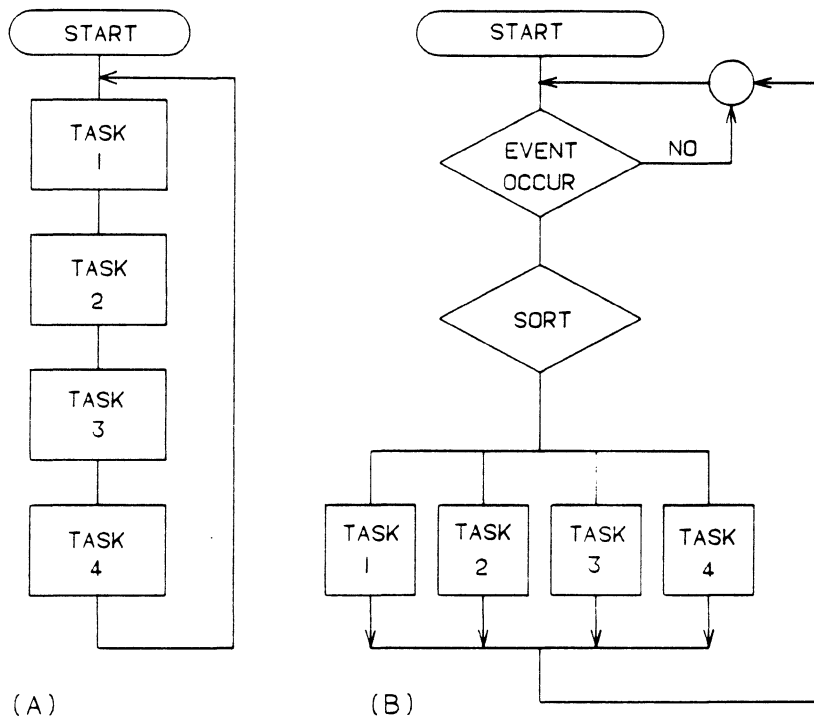 START
TASK
1
TASK
2
TASK
3
TASK
4
(A)
START
EVENT
OCCUR
NO
SORT
TASK
1
TASK
2
TASK
3
TASK
4
(B)